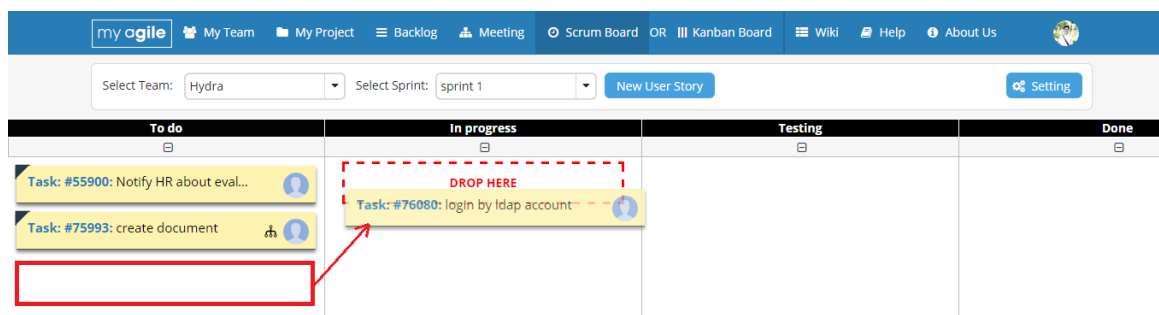 my agile My Team My Project Backlog Meeting Scrum Board OR Kanban Board Wiki Help About Us
Select Team: Hydra Select Sprint: sprint 1 New User Story Setting
To do In progress Testing Done
Task: #55900: Notify HR about eval...
DROP HERE
Task: #76080: login by ldap account
Task: #75993: create document